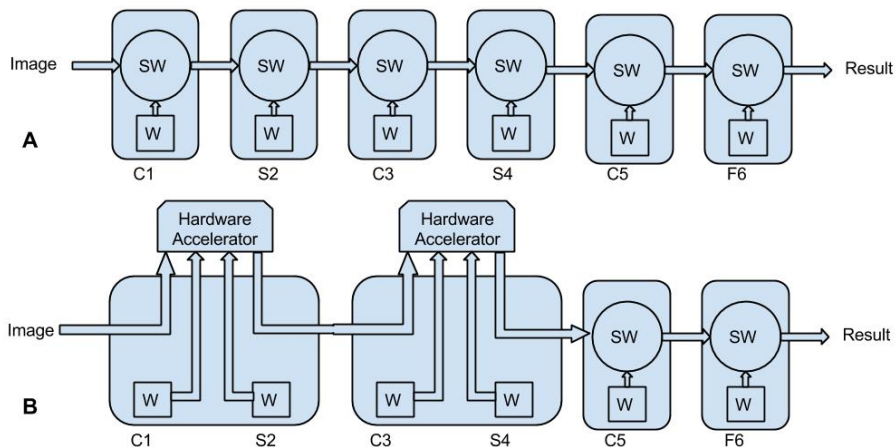 Image SW SW SW SW SW SW Result
W W W W W W
A
C1 S2 C3 S4 C5 F6
Hardware Accelerator Hardware Accelerator
Image SW SW Result
W W W W W W
B
C1 S2 C3 S4 C5 F6